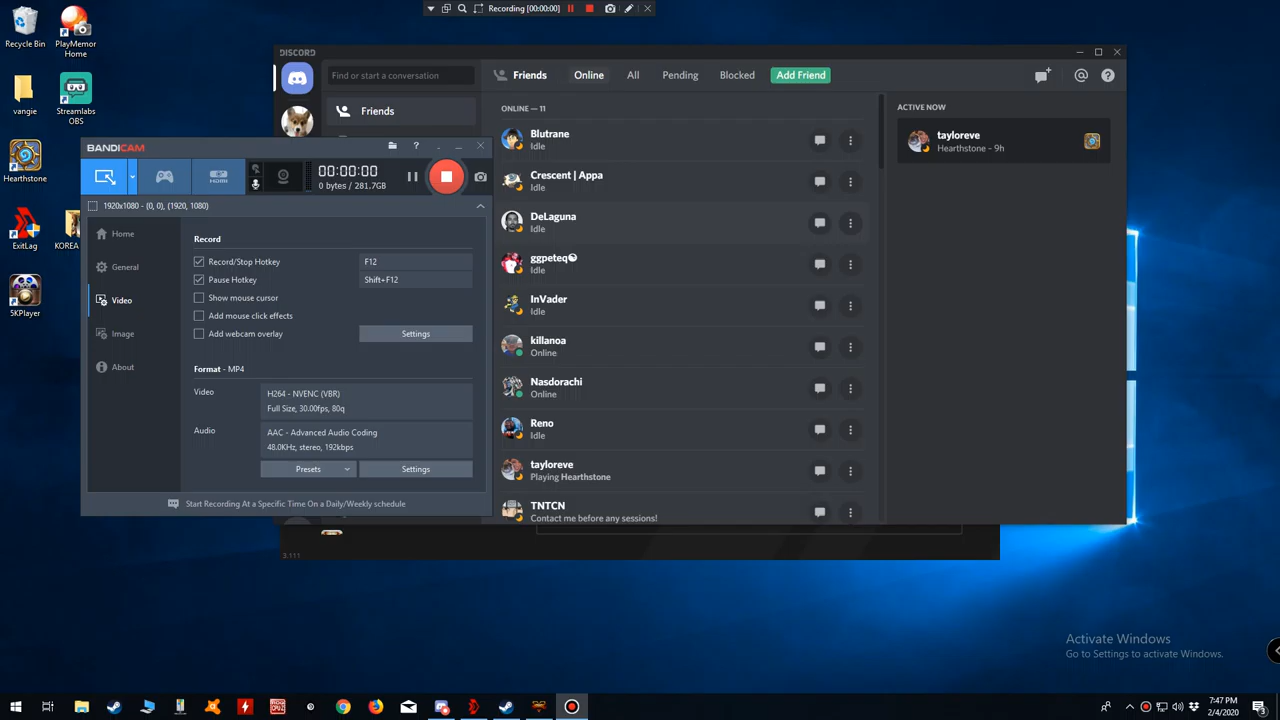 Recycle Bin
PlayMemor
Home
vangie
Streamlabs
OBS
Hearthstone
ExitLag
KOREA
5KPlayer
Recording [00:00:00]
DISCORD
Find or start a conversation
Friends
Friends
Online
All
Pending
Blocked
Add Friend
ONLINE — 11
Blutrane
Idle
Crescent | Appa
Idle
DeLaguna
Idle
ggpeteq
Idle
InVader
Idle
killanoa
Online
Nasdorachi
Online
Reno
Idle
tayloreve
Playing Hearthstone
TNTCN
Contact me before any sessions!
ACTIVE NOW
tayloreve
Hearthstone - 9h
3.111
BANDICAM
HDMI
00:00:00
0 bytes / 281.7GB
1920x1080 - (0, 0), (1920, 1080)
Home
General
Video
Image
About
Record
Record/Stop Hotkey
F12
Pause Hotkey
Shift+F12
Show mouse cursor
Add mouse click effects
Add webcam overlay
Settings
Format - MP4
Video
H264 - NVENC (VBR)
Full Size, 30.00fps, 80q
Audio
AAC - Advanced Audio Coding
48.0KHz, stereo, 192kbps
Presets
Settings
Start Recording At a Specific Time On a Daily/Weekly schedule
Activate Windows
Go to Settings to activate Windows.
7:47 PM
2/4/2020